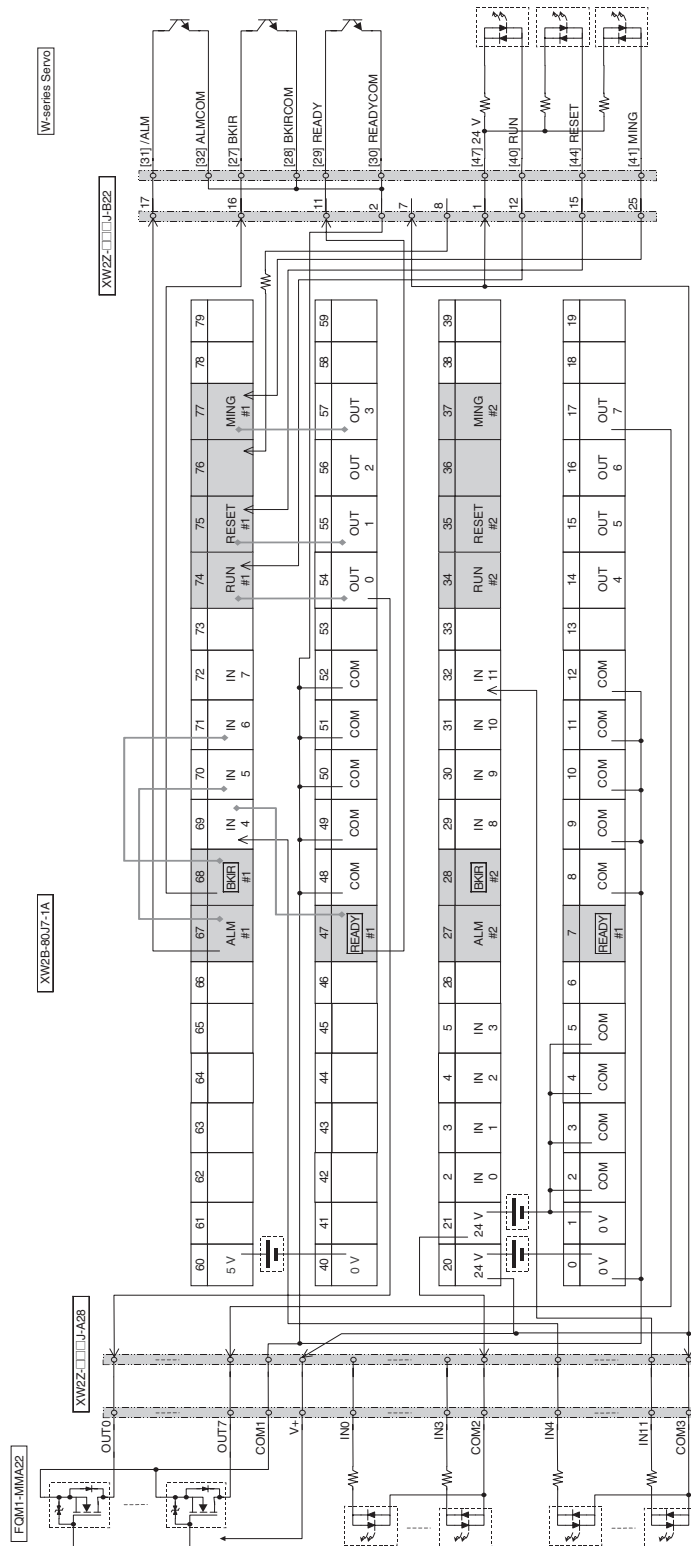 W-series Servo
[31] /ALM
[32] ALMCOM
[27] BKIR
[28] BKIRCOM
[29] READY
[30] READYCOM
[47] 24 V
[40] RUN
[44] RESET
[41] MING
XW2Z-□□□J-B22
17
16
11
2
7
8
1
12
15
25
XW2B-80J7-1A
60 61 62 63 64 65 66 67 68 69 70 71 72 73 74 75 76 77 78 79
5 V
ALM #1
BKIR #1
IN 4
IN 5
IN 6
IN 7
RUN #1
RESET #1
MING #1
40 41 42 43 44 45 46 47 48 49 50 51 52 53 54 55 56 57 58 59
0 V
READY #1
COM
COM
COM
COM
COM
OUT 0
OUT 1
OUT 2
OUT 3
20 21 2 3 4 5 26 27 28 29 30 31 32 33 34 35 36 37 38 39
24 V
24 V
IN 0
IN 1
IN 2
IN 3
ALM #2
BKIR #2
IN 8
IN 9
IN 10
IN 11
RUN #2
RESET #2
MING #2
0 1 2 3 4 5 6 7 8 9 10 11 12 13 14 15 16 17 18 19
0 V
0 V
COM
COM
COM
COM
READY #1
COM
COM
COM
COM
COM
OUT 4
OUT 5
OUT 6
OUT 7
XW2Z-□□□J-A28
FQM1-MMA22
OUT0
OUT7
COM1
V+
IN0
IN3
COM2
IN4
IN11
COM3